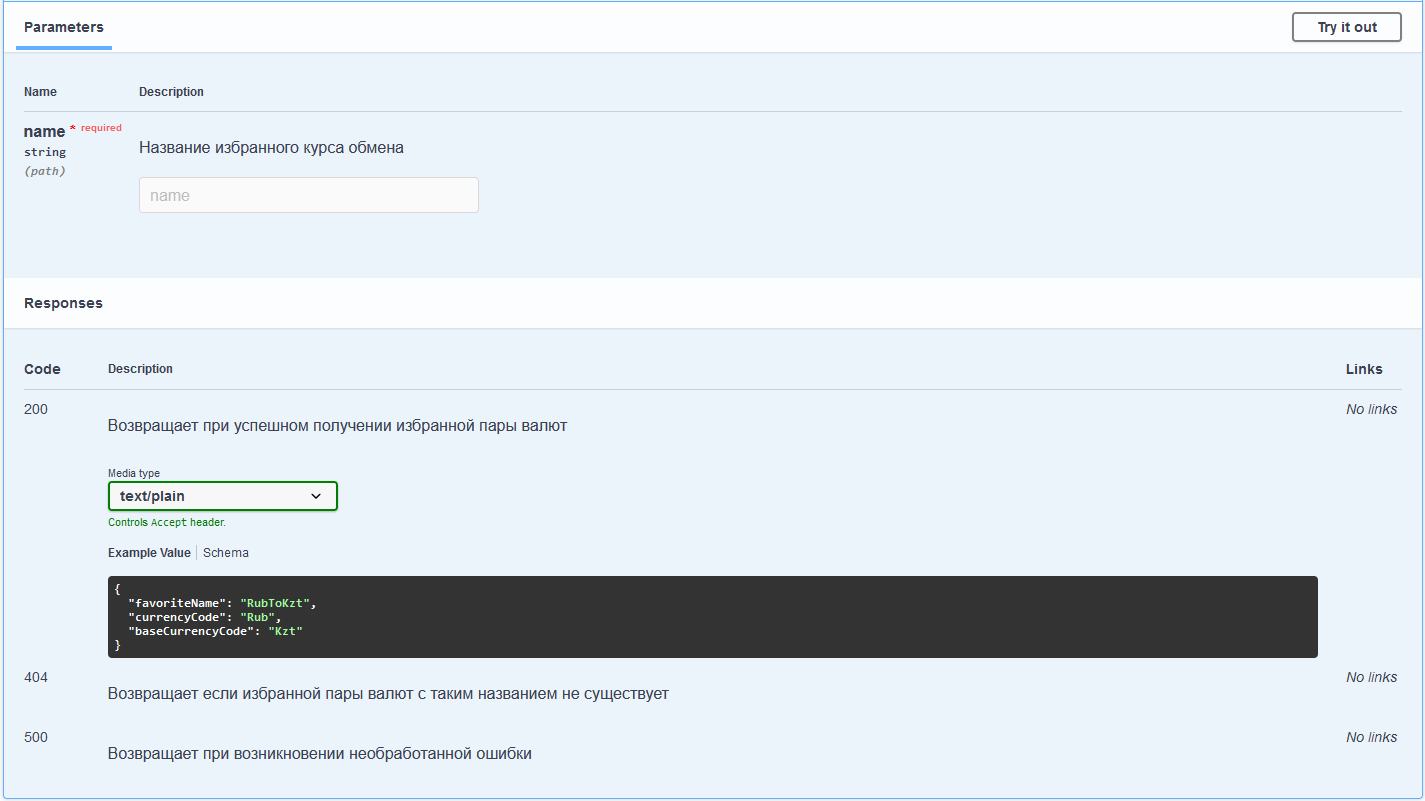 Parameters
Try it out
Name Description
name * required
string
(path)
Название избранного курса обмена
name
Responses
Code Description Links
200 No links
Возвращает при успешном получении избранной пары валют
Media type
text/plain
Controls Accept header.
Example Value Schema
{
"favoriteName": "RubToKzt",
"currencyCode": "Rub",
"baseCurrencyCode": "Kzt"
}
404 No links
Возвращает если избранной пары валют с таким названием не существует
500 No links
Возвращает при возникновении необработанной ошибки